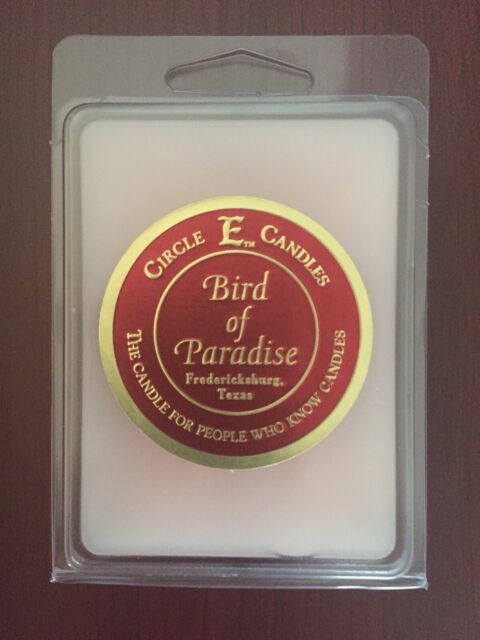 CIRCLE E™ CANDLES
Bird
of
Paradise
Fredericksburg,
Texas
THE CANDLE FOR PEOPLE WHO KNOW CANDLES